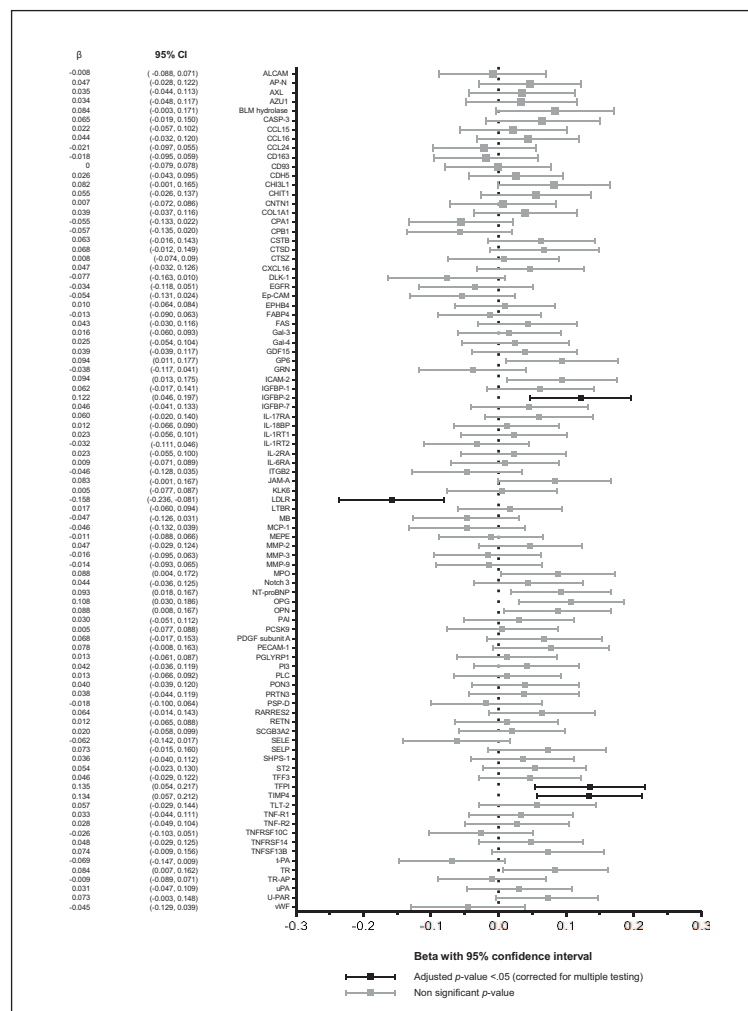 β 95% CI
-0.008 ( -0.088, 0.071) ALCAM
0.047 (-0.028, 0.122) AP-N
0.035 (-0.044, 0.113) AXL
0.034 (-0.048, 0.117) AZU1
0.084 (-0.003, 0.171) BLM hydrolase
0.065 (-0.019, 0.150) CASP-3
0.022 (-0.057, 0.102) CCL15
0.044 (-0.032, 0.120) CCL16
-0.021 (-0.097, 0.055) CCL24
-0.018 (-0.095, 0.059) CD163
0 (-0.079, 0.078) CD93
0.026 (-0.043, 0.095) CDH5
0.082 (-0.001, 0.165) CHI3L1
0.055 (-0.026, 0.137) CHIT1
0.007 (-0.072, 0.086) CNTN1
0.039 (-0.037, 0.116) COL1A1
-0.055 (-0.133, 0.022) CPA1
-0.057 (-0.135, 0.020) CPB1
0.063 (-0.016, 0.143) CSTB
0.068 (-0.012, 0.149) CTSD
0.008 (-0.074, 0.09) CTSZ
0.047 (-0.032, 0.126) CXCL16
-0.077 (-0.163, 0.010) DLK-1
-0.034 (-0.118, 0.051) EGFR
-0.054 (-0.131, 0.024) Ep-CAM
0.010 (-0.064, 0.084) EPHB4
-0.013 (-0.090, 0.063) FABP4
0.043 (-0.030, 0.116) FAS
0.016 (-0.060, 0.093) Gal-3
0.025 (-0.054, 0.104) Gal-4
0.039 (-0.039, 0.117) GDF15
0.094 (0.011, 0.177) GP6
-0.038 (-0.117, 0.041) GRN
0.094 (0.013, 0.175) ICAM-2
0.062 (-0.017, 0.141) IGFBP-1
0.122 (0.046, 0.197) IGFBP-2
0.046 (-0.041, 0.133) IGFBP-7
0.060 (-0.020, 0.140) IL-17RA
0.012 (-0.066, 0.090) IL-18BP
0.023 (-0.056, 0.101) IL-1RT1
-0.032 (-0.111, 0.046) IL-1RT2
0.023 (-0.055, 0.100) IL-2RA
0.009 (-0.071, 0.089) IL-6RA
-0.046 (-0.128, 0.035) ITGB2
0.083 (-0.001, 0.167) JAM-A
0.005 (-0.077, 0.087) KLK6
-0.158 (-0.236, -0.081) LDLR
0.017 (-0.060, 0.094) LTBR
-0.047 (-0.126, 0.031) MB
-0.046 (-0.132, 0.039) MCP-1
-0.011 (-0.088, 0.066) MEPE
0.047 (-0.029, 0.124) MMP-2
-0.016 (-0.095, 0.063) MMP-3
-0.014 (-0.093, 0.065) MMP-9
0.088 (0.004, 0.172) MPO
0.044 (-0.036, 0.125) Notch 3
0.093 (0.018, 0.167) NT-proBNP
0.108 (0.030, 0.186) OPG
0.088 (0.008, 0.167) OPN
0.030 (-0.051, 0.112) PAI
0.005 (-0.077, 0.088) PCSK9
0.068 (-0.017, 0.153) PDGF subunit A
0.078 (-0.008, 0.163) PECAM-1
0.013 (-0.061, 0.087) PGLYRP1
0.042 (-0.036, 0.119) PI3
0.013 (-0.066, 0.092) PLC
0.040 (-0.039, 0.120) PON3
0.038 (-0.044, 0.119) PRTN3
-0.018 (-0.100, 0.064) PSP-D
0.064 (-0.014, 0.143) RARRES2
0.012 (-0.065, 0.088) RETN
0.020 (-0.058, 0.099) SCGB3A2
-0.062 (-0.142, 0.017) SELE
0.073 (-0.015, 0.160) SELP
0.036 (-0.040, 0.112) SHPS-1
0.054 (-0.023, 0.130) ST2
0.046 (-0.029, 0.122) TFF3
0.135 (0.054, 0.217) TFPI
0.134 (0.057, 0.212) TIMP4
0.057 (-0.029, 0.144) TLT-2
0.033 (-0.044, 0.111) TNF-R1
0.028 (-0.049, 0.104) TNF-R2
-0.026 (-0.103, 0.051) TNFRSF10C
0.048 (-0.029, 0.125) TNFRSF14
0.074 (-0.009, 0.156) TNFSF13B
-0.069 (-0.147, 0.009) t-PA
0.084 (0.007, 0.162) TR
-0.009 (-0.089, 0.071) TR-AP
0.031 (-0.047, 0.109) uPA
0.073 (-0.003, 0.148) U-PAR
-0.045 (-0.129, 0.039) vWF
-0.3 -0.2 -0.1 0.0 0.1 0.2 0.3
Beta with 95% confidence interval
Adjusted p-value <.05 (corrected for multiple testing)
Non significant p-value